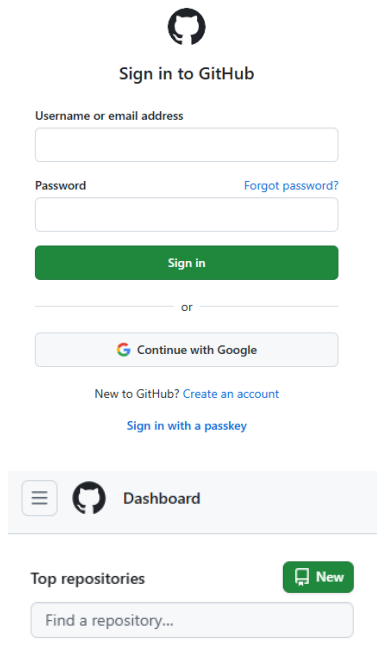 Sign in to GitHub
Username or email address
Password Forgot password?
Sign in
or
Continue with Google
New to GitHub? Create an account
Sign in with a passkey
Dashboard
Top repositories New
Find a repository...